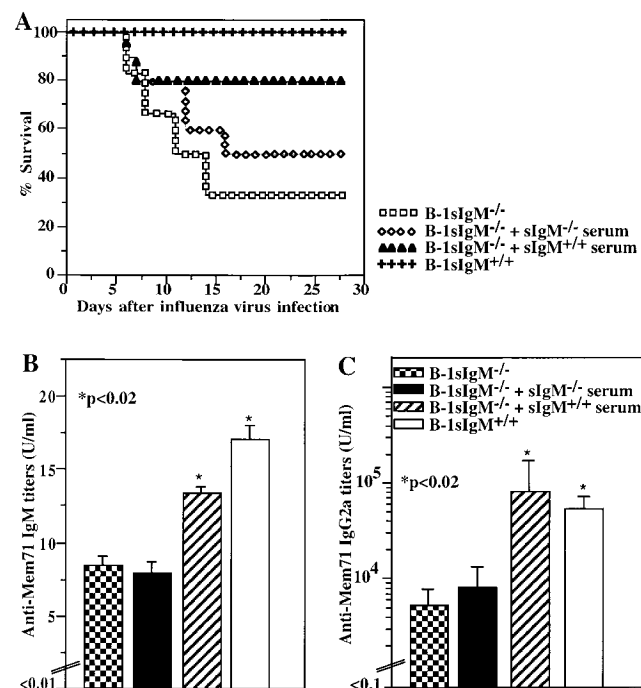 A
100
80
60
40
20
0
% Survival
0 5 10 15 20 25 30
Days after influenza virus infection
B-1sIgM-/-
B-1sIgM-/- + sIgM-/- serum
B-1sIgM-/- + sIgM+/+ serum
B-1sIgM+/+
B
*p<0.02
20
15
10
5
<0.01
Anti-Mem71 IgM titers (U/ml)
*
*
C
B-1sIgM-/-
B-1sIgM-/- + sIgM-/- serum
B-1sIgM-/- + sIgM+/+ serum
B-1sIgM+/+
*p<0.02
10^5
10^4
<0.1
Anti-Mem71 IgG2a titers (U/ml)
*
*